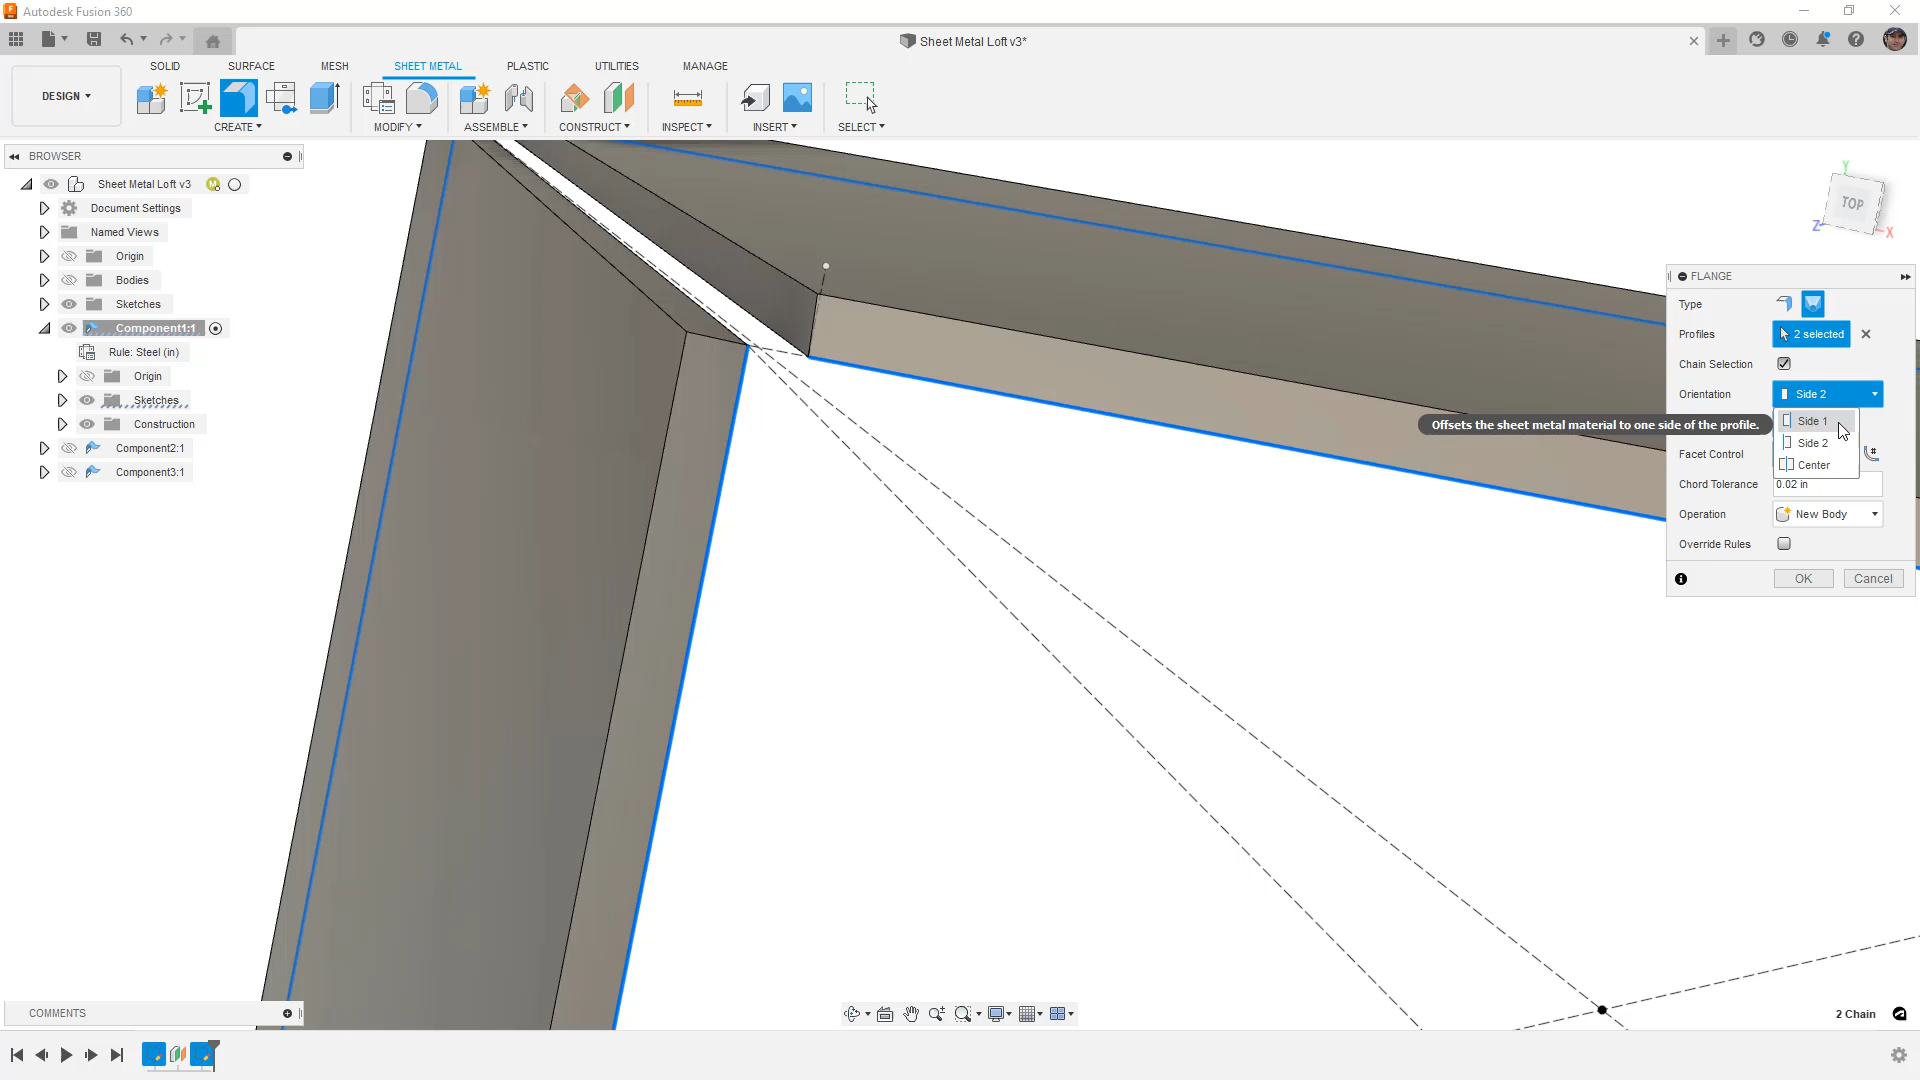 Autodesk Fusion 360
Sheet Metal Loft v3*
DESIGN
SOLID
SURFACE
MESH
SHEET METAL
PLASTIC
UTILITIES
MANAGE
CREATE
MODIFY
ASSEMBLE
CONSTRUCT
INSPECT
INSERT
SELECT
BROWSER
Sheet Metal Loft v3
M
Document Settings
Named Views
Origin
Bodies
Sketches
Component1:1
Rule: Steel (in)
Origin
Sketches
Construction
Component2:1
Component3:1
Y
TOP
Z
X
FLANGE
Type
Profiles
2 selected
Chain Selection
Orientation
Side 2
Side 1
Offsets the sheet metal material to one side of the profile.
Side 2
Facet Control
Center
Chord Tolerance
0.02 in
Operation
New Body
Override Rules
OK
Cancel
COMMENTS
2 Chain